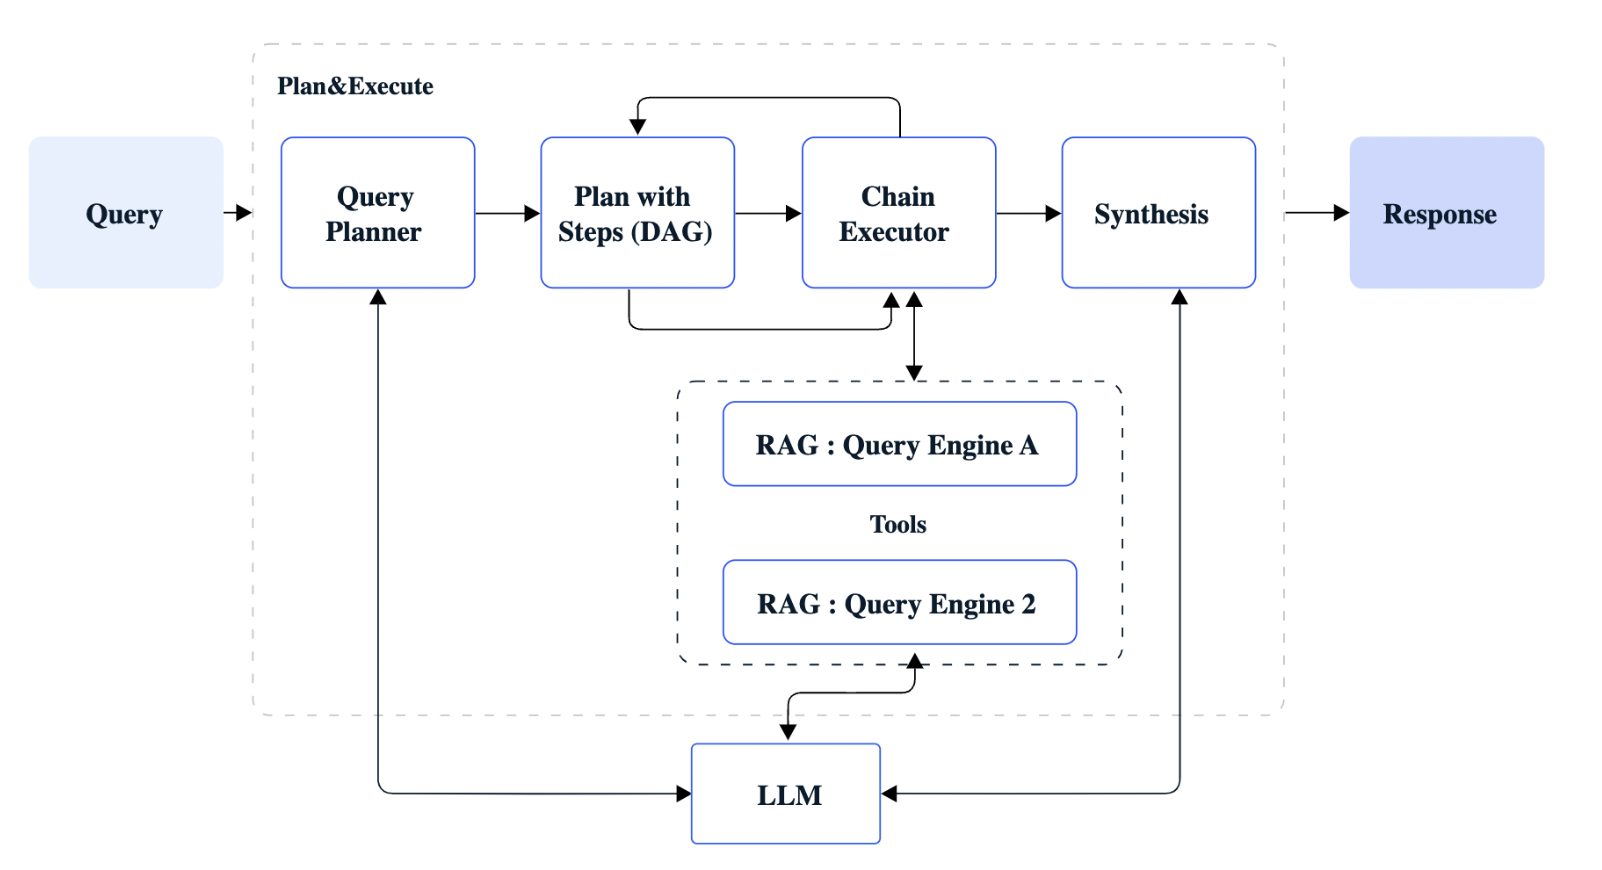 Plan&Execute
Query
Query
Planner
Plan with
Steps (DAG)
Chain
Executor
Synthesis
Response
RAG : Query Engine A
Tools
RAG : Query Engine 2
LLM